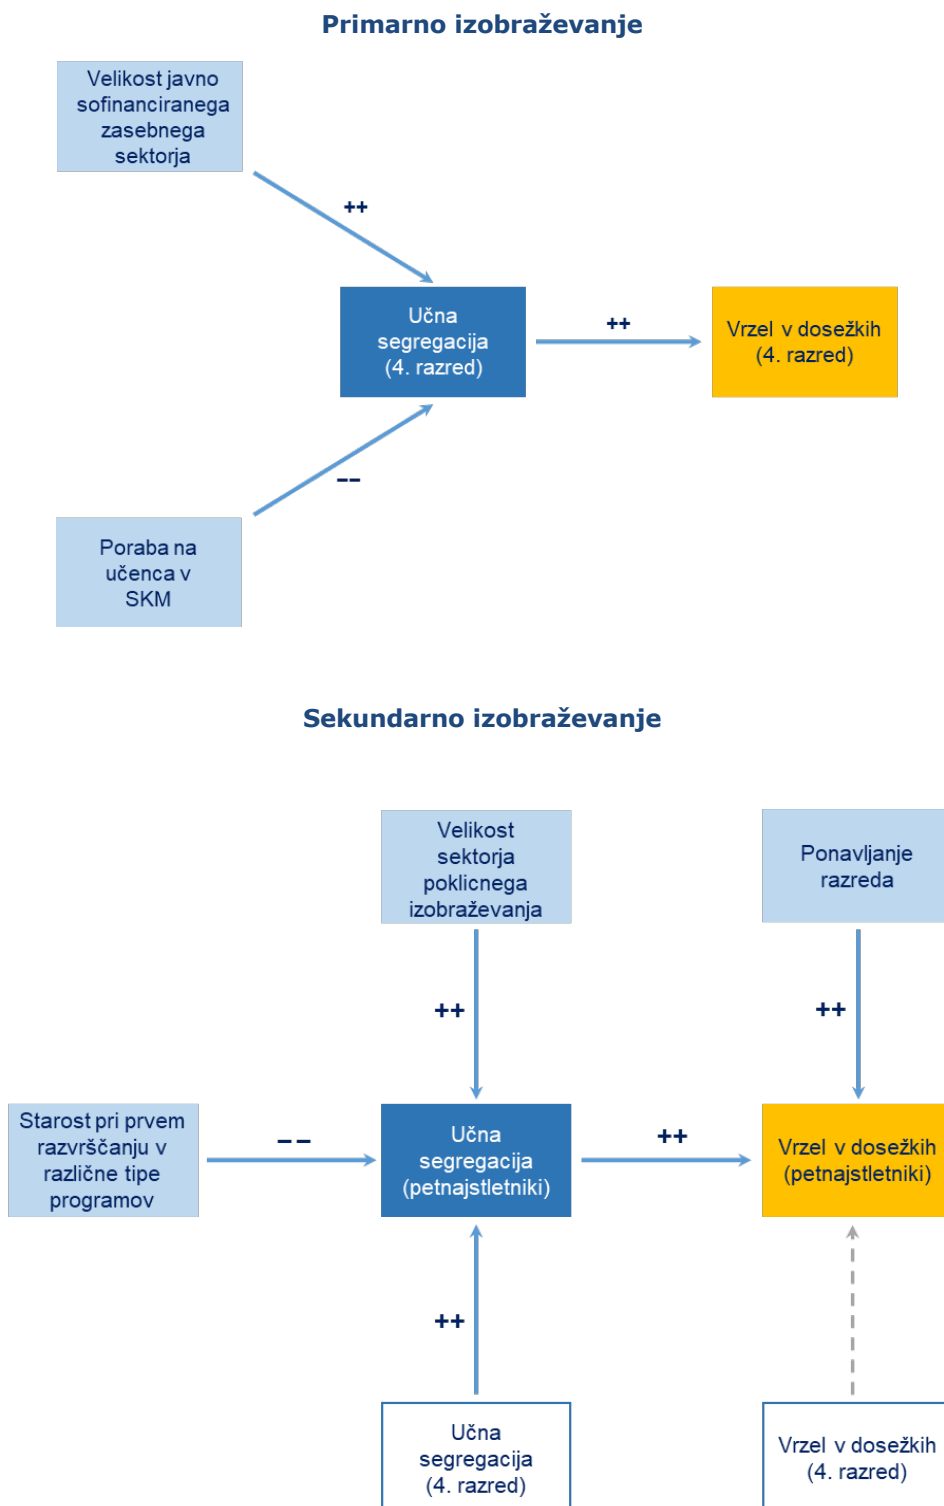 Primarno izobraževanje
Velikost javno
sofinanciranega
zasebnega
sektorja
++
Učna
segregacija
(4. razred)
++
Vrzel v dosežkih
(4. razred)
--
Poraba na
učenca v
SKM
Sekundarno izobraževanje
Velikost
sektorja
poklicnega
izobraževanja
Ponavljanje
razreda
++
++
Starost pri prvem
razvrščanju v
različne tipe
programov
--
Učna
segregacija
(petnajstletniki)
++
Vrzel v dosežkih
(petnajstletniki)
++
Učna
segregacija
(4. razred)
Vrzel v dosežkih
(4. razred)